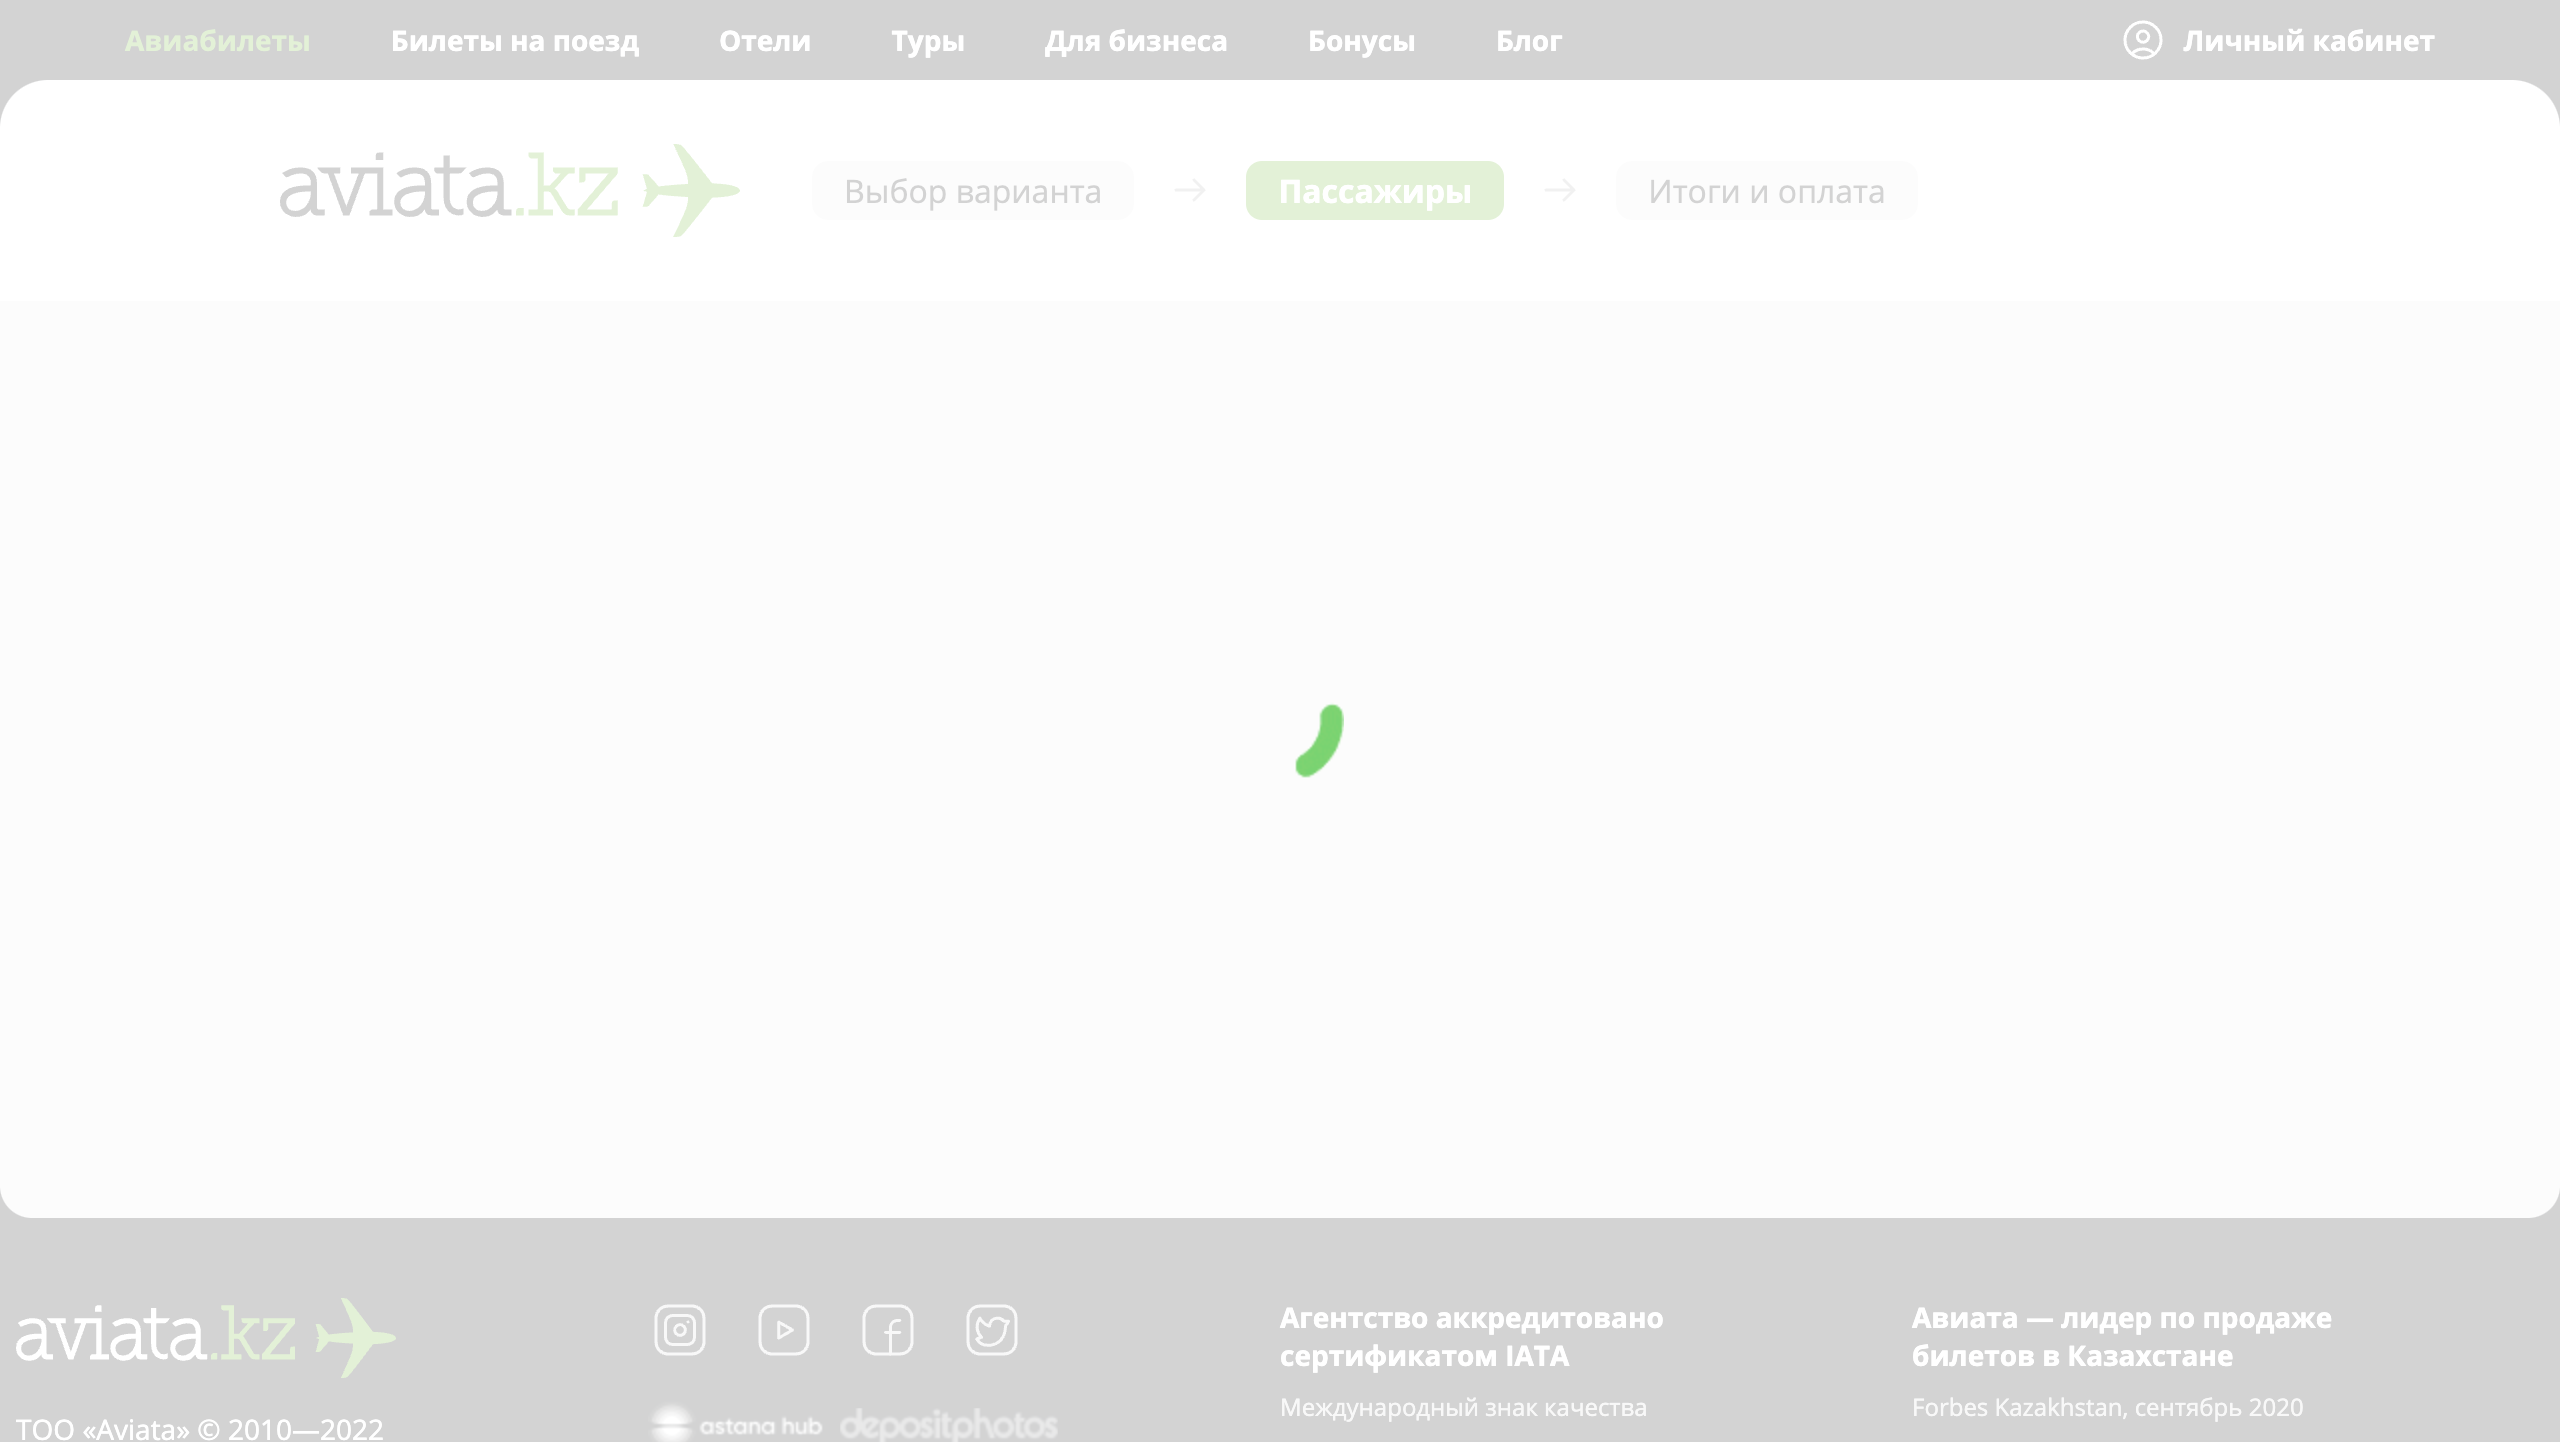 Авиабилеты Билеты на поезд Отели Туры Для бизнеса Бонусы Блог Личный кабинет
aviata.kz Выбор варианта Пассажиры Итоги и оплата
aviata.kz
ТОО «Aviata» © 2010—2022
astana hub depositphotos
Агентство аккредитовано
сертификатом IATA
Международный знак качества
Авиата — лидер по продаже
билетов в Казахстане
Forbes Kazakhstan, сентябрь 2020